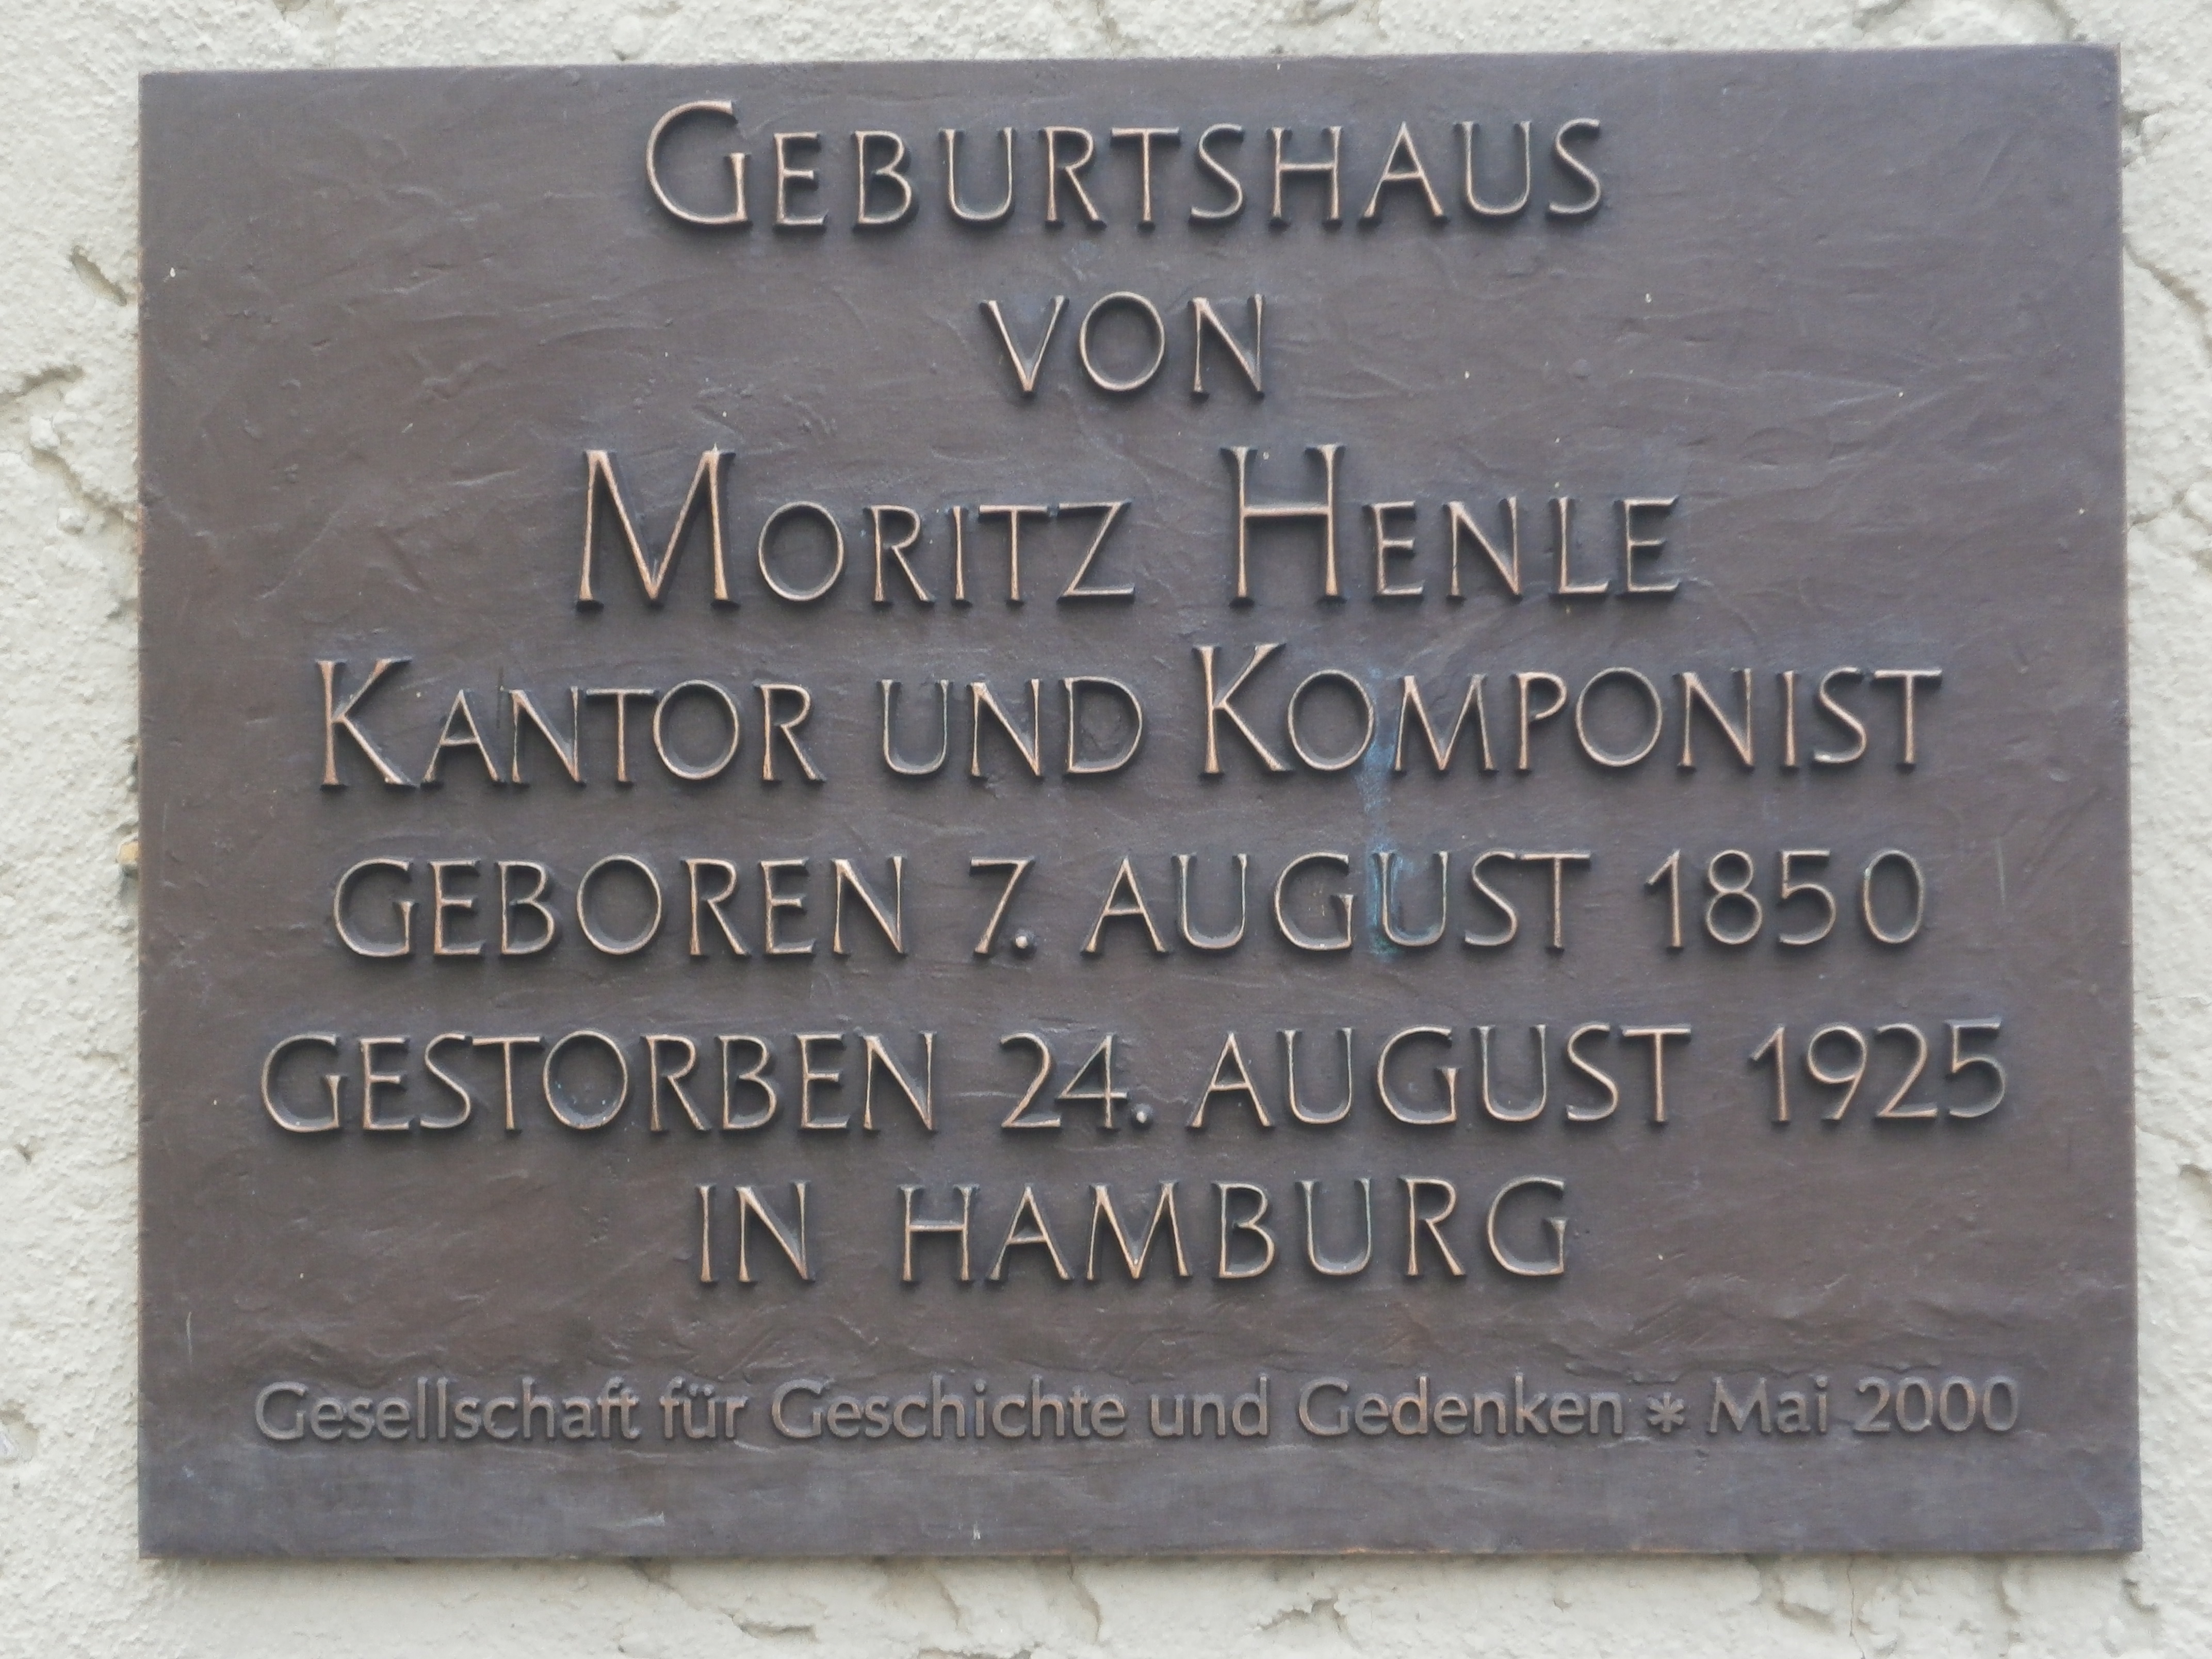 GEBURTSHAUS
VON
MORITZ HENLE
KANTOR UND KOMPONIST
GEBOREN 7. AUGUST 1850
GESTORBEN 24. AUGUST 1925
IN HAMBURG
Gesellschaft für Geschichte und Gedenken * Mai 2000